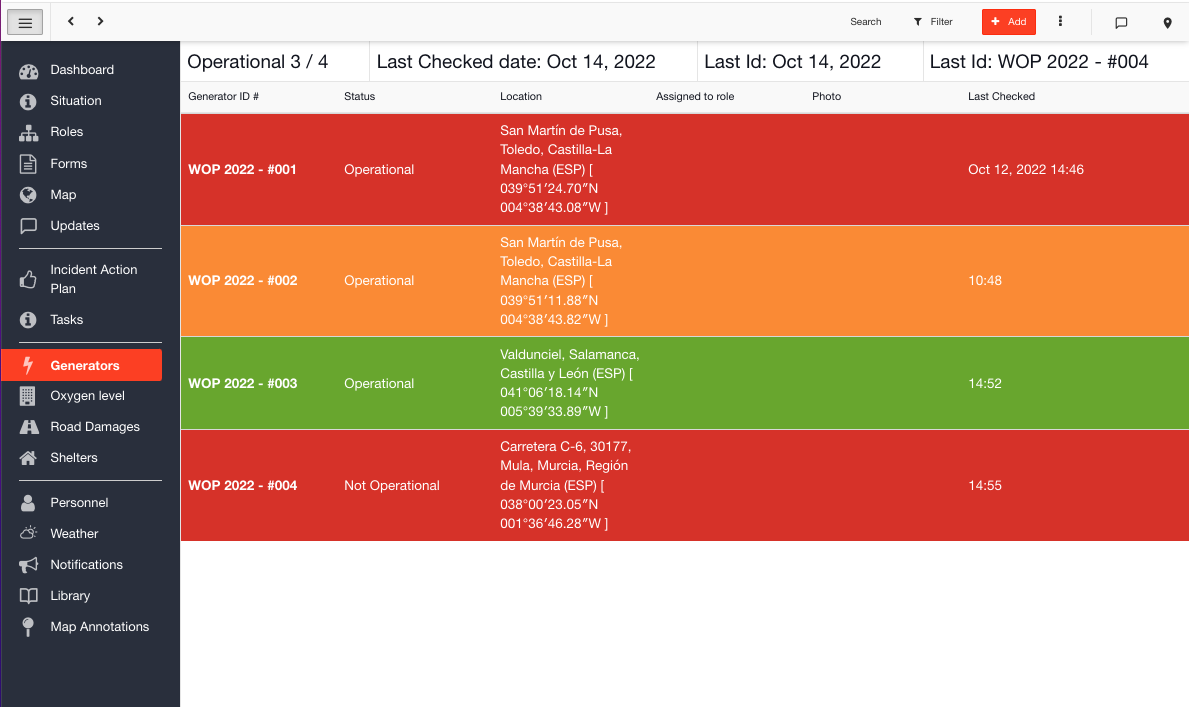 Search
Filter
+ Add
Dashboard
Situation
Roles
Forms
Map
Updates
Incident Action
Plan
Tasks
Generators
Oxygen level
Road Damages
Shelters
Personnel
Weather
Notifications
Library
Map Annotations
Operational 3 / 4
Last Checked date: Oct 14, 2022
Last Id: Oct 14, 2022
Last Id: WOP 2022 - #004
Generator ID #
Status
Location
Assigned to role
Photo
Last Checked
WOP 2022 - #001
Operational
San Martín de Pusa,
Toledo, Castilla-La
Mancha (ESP) [
039°51′24.70″N
004°38′43.08″W ]
Oct 12, 2022 14:46
WOP 2022 - #002
Operational
San Martín de Pusa,
Toledo, Castilla-La
Mancha (ESP) [
039°51′11.88″N
004°38′43.82″W ]
10:48
WOP 2022 - #003
Operational
Valdunciel, Salamanca,
Castilla y León (ESP) [
041°06′18.14″N
005°39′33.89″W ]
14:52
WOP 2022 - #004
Not Operational
Carretera C-6, 30177,
Mula, Murcia, Región
de Murcia (ESP) [
038°00′23.05″N
001°36′46.28″W ]
14:55